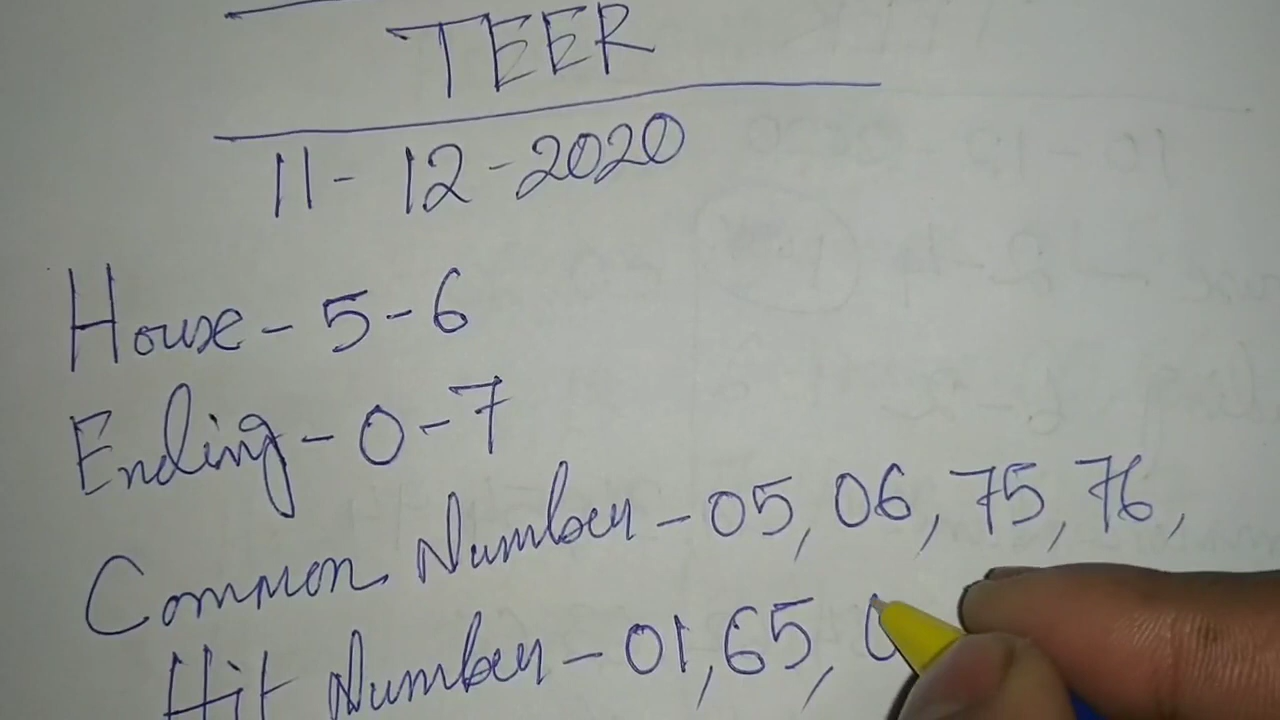 TEER
11-12-2020
House - 5-6
Ending - 0-7
Common Number - 05, 06, 75, 76,
Hit Number - 01, 65,